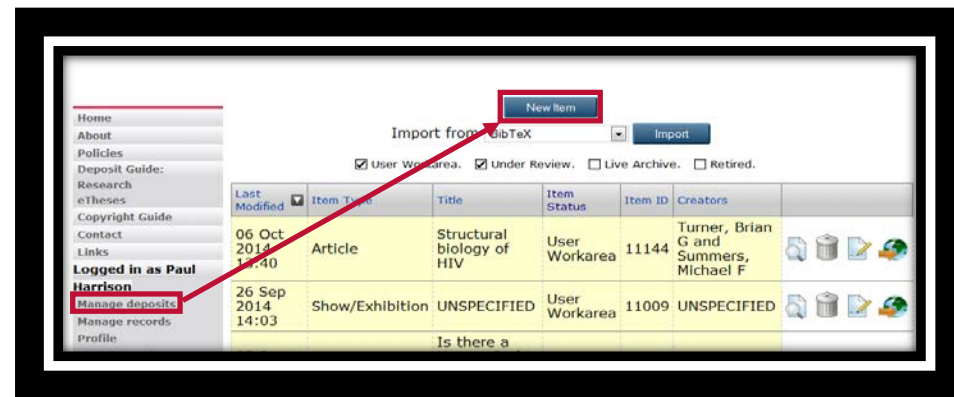 New Item
Import from BibTeX Import
User Workarea. Under Review. Live Archive. Retired.
Home
About
Policies
Deposit Guide:
Research
eTheses
Copyright Guide
Contact
Links
Logged in as Paul
Harrison
Manage deposits
Manage records
Profile
Last
Modified
Item Type
Title
Item
Status
Item ID
Creators
06 Oct
2014
13:40
Article
Structural
biology of
HIV
User
Workarea
11144
Turner, Brian
G and
Summers,
Michael F
26 Sep
2014
14:03
Show/Exhibition
UNSPECIFIED
User
Workarea
11009
UNSPECIFIED
Is there a